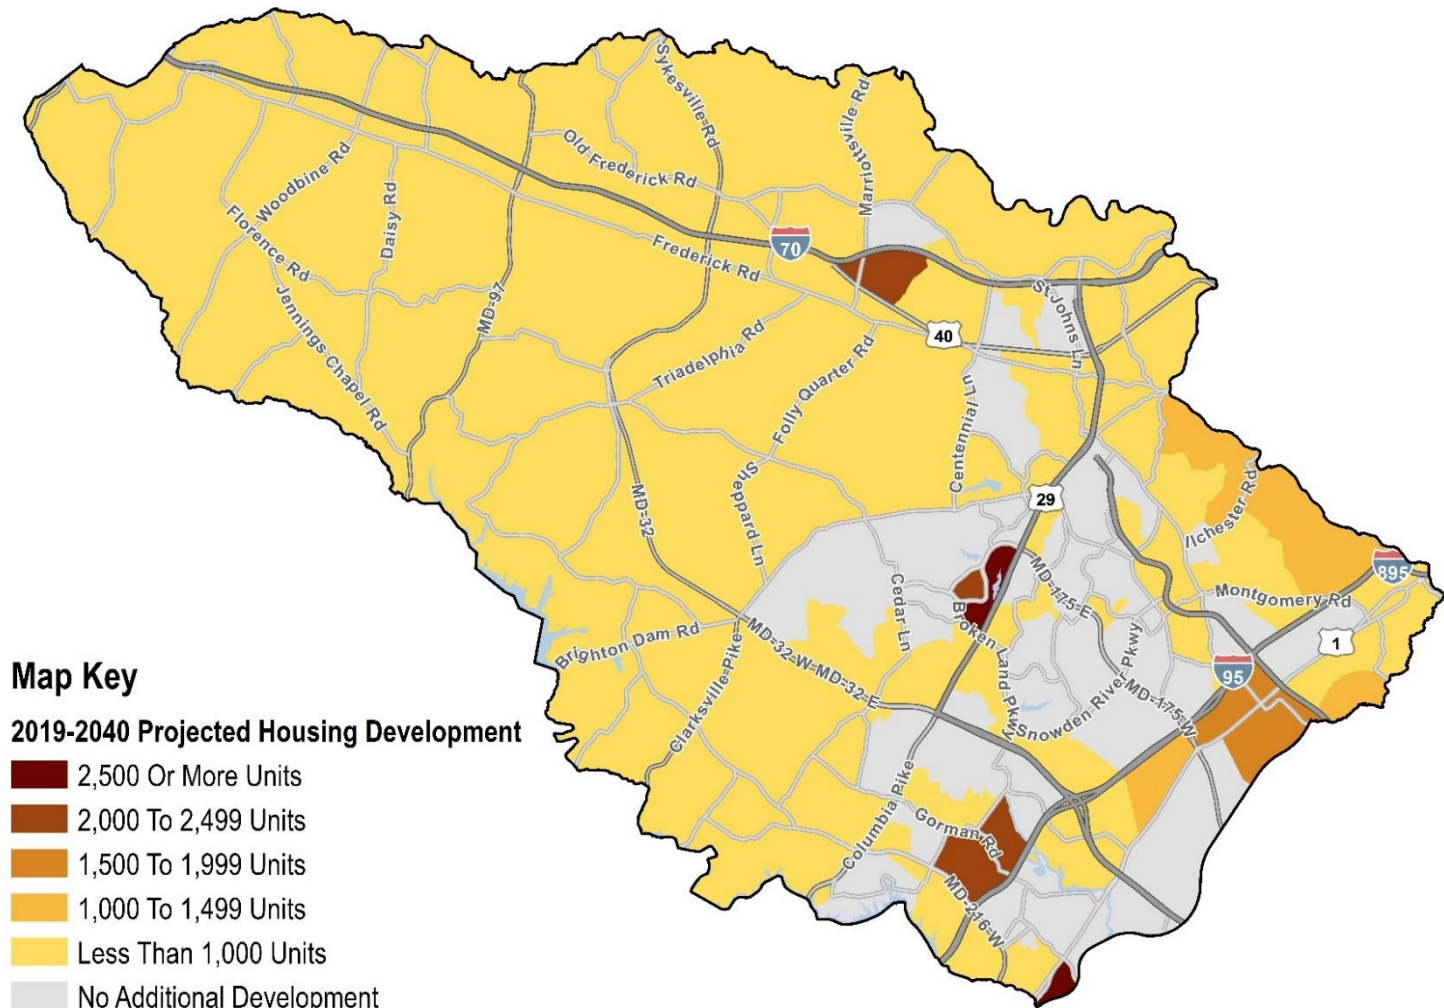 Sykesville Rd
Marriottsville Rd
Old Frederick Rd
Woodbine Rd
Daisy Rd
Florence Rd
Frederick Rd
70
Jennings Chapel Rd
MD-97
St Johns Ln
40
Triadelphia Rd
Folly Quarter Rd
Centennial Ln
Sheppard Ln
MD-32
29
Ilchester Rd
895
Cedar Ln
MD-175 E
Montgomery Rd
Broken Land Pkwy
1
Brighton Dam Rd
MD-32 W MD-32 E
95
Clarksville Pike
Snowden River Pkwy
MD-175 W
Columbia Pike
Gorman Rd
MD-216 W
Map Key
2019-2040 Projected Housing Development
2,500 Or More Units
2,000 To 2,499 Units
1,500 To 1,999 Units
1,000 To 1,499 Units
Less Than 1,000 Units
No Additional Development